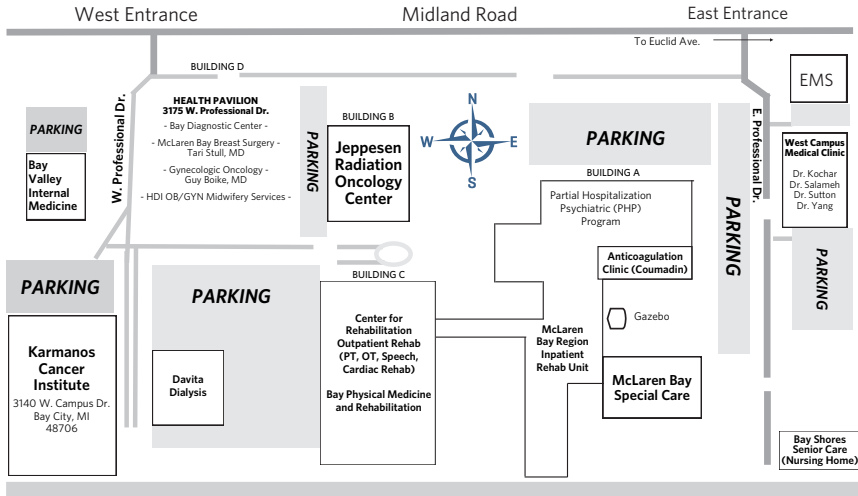 West Entrance
Midland Road
East Entrance
To Euclid Ave.
BUILDING D
HEALTH PAVILION
3175 W. Professional Dr.
- Bay Diagnostic Center -
- McLaren Bay Breast Surgery -
Tari Stull, MD
- Gynecologic Oncology -
Guy Boike, MD
- HDI OB/GYN Midwifery Services -
W. Professional Dr.
PARKING
Bay
Valley
Internal
Medicine
PARKING
BUILDING B
Jeppesen
Radiation
Oncology
Center
N
W
E
S
PARKING
BUILDING A
Partial Hospitalization
Psychiatric (PHP)
Program
Anticoagulation
Clinic (Coumadin)
Gazebo
McLaren
Bay Region
Inpatient
Rehab Unit
McLaren Bay
Special Care
PARKING
E. Professional Dr.
EMS
West Campus
Medical Clinic
Dr. Kochar
Dr. Salameh
Dr. Sutton
Dr. Yang
PARKING
Bay Shores
Senior Care
(Nursing Home)
PARKING
Karmanos
Cancer
Institute
3140 W. Campus Dr.
Bay City, MI
48706
PARKING
Davita
Dialysis
BUILDING C
Center for
Rehabilitation
Outpatient Rehab
(PT, OT, Speech,
Cardiac Rehab)
Bay Physical Medicine
and Rehabilitation